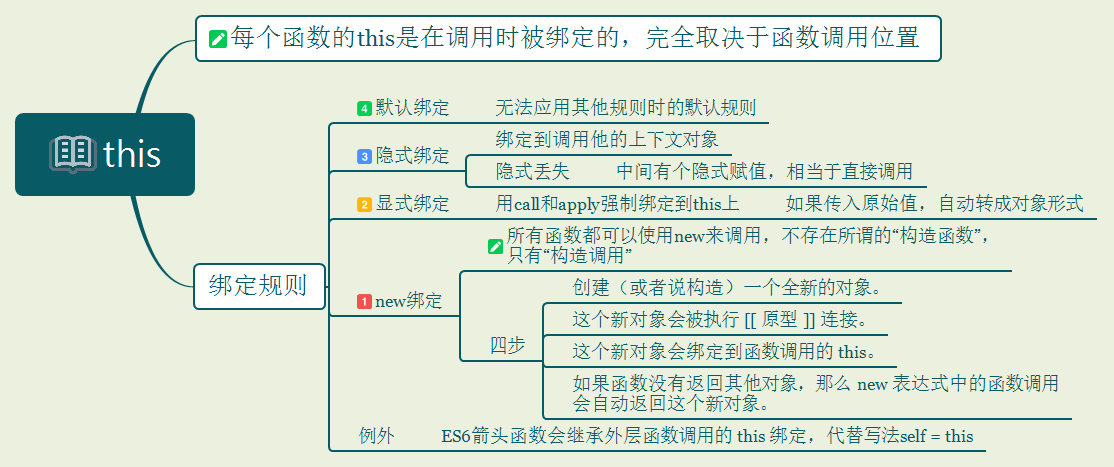 this
每个函数的this是在调用时被绑定的，完全取决于函数调用位置
绑定规则
4 默认绑定 无法应用其他规则时的默认规则
3 隐式绑定
绑定到调用他的上下文对象
隐式丢失 中间有个隐式赋值，相当于直接调用
2 显式绑定 用call和apply强制绑定到this上 如果传入原始值，自动转成对象形式
1 new绑定
所有函数都可以使用new来调用，不存在所谓的“构造函数”，
只有“构造调用”
四步
创建（或者说构造）一个全新的对象。
这个新对象会被执行 [[ 原型 ]] 连接。
这个新对象会绑定到函数调用的 this。
如果函数没有返回其他对象，那么 new 表达式中的函数调用
会自动返回这个新对象。
例外 ES6箭头函数会继承外层函数调用的 this 绑定，代替写法self = this